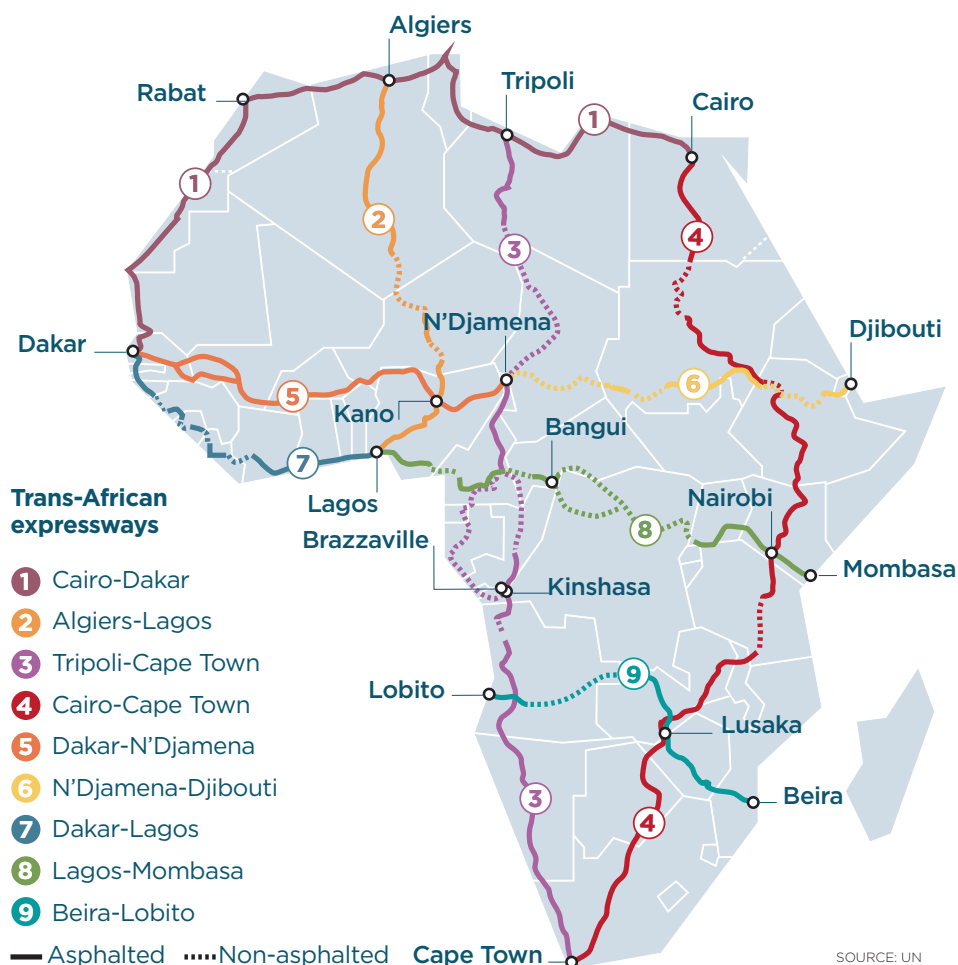 Algiers
Rabat
Tripoli
Cairo
1
1
2
3
4
N'Djamena
Djibouti
Dakar
6
5
Kano
Bangui
7
Lagos
Nairobi
8
Trans-African
expressways
Brazzaville
Kinshasa
Mombasa
1 Cairo-Dakar
2 Algiers-Lagos
3 Tripoli-Cape Town
4 Cairo-Cape Town
5 Dakar-N'Djamena
6 N'Djamena-Djibouti
7 Dakar-Lagos
8 Lagos-Mombasa
9 Beira-Lobito
Asphalted Non-asphalted
9
Lobito
Lusaka
3
Beira
4
Cape Town
SOURCE: UN